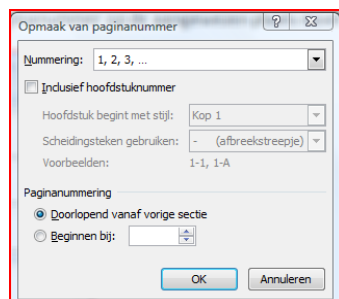 Opmaak van paginanummer
Nummering: 1, 2, 3, ...
Inclusief hoofdstuknummer
Hoofdstuk begint met stijl: Kop 1
Scheidingsteken gebruiken: - (afbreekstreepje)
Voorbeelden: 1-1, 1-A
Paginanummering
Doorlopend vanaf vorige sectie
Beginnen bij:
OK Annuleren